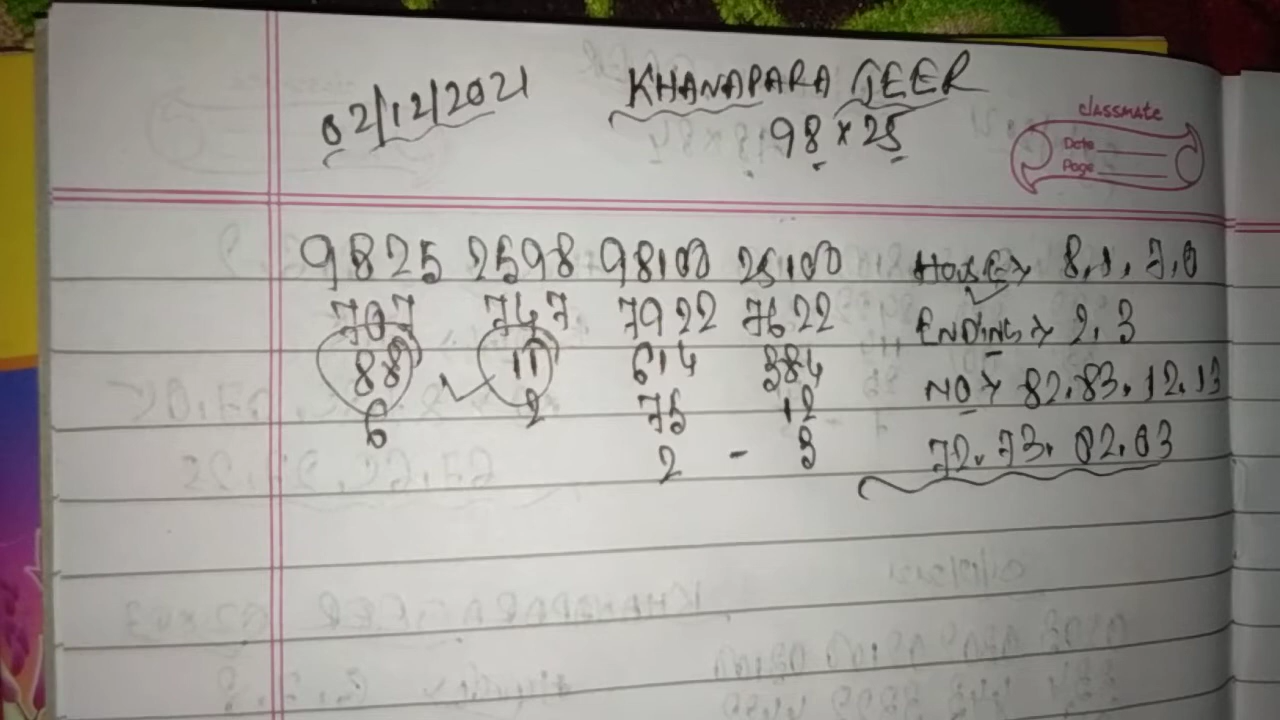 02/12/2021 KHANAPARA TEER
98 x 25
classmate
Date
Page
9825 2598 98100 25100 HOUSE > 8,1,7,0
707 747 7922 7622 ENDING > 2.3
88 11 614 384 NO > 82.83.12.13
6 2 75 12 72.73.02.03
2 - 3